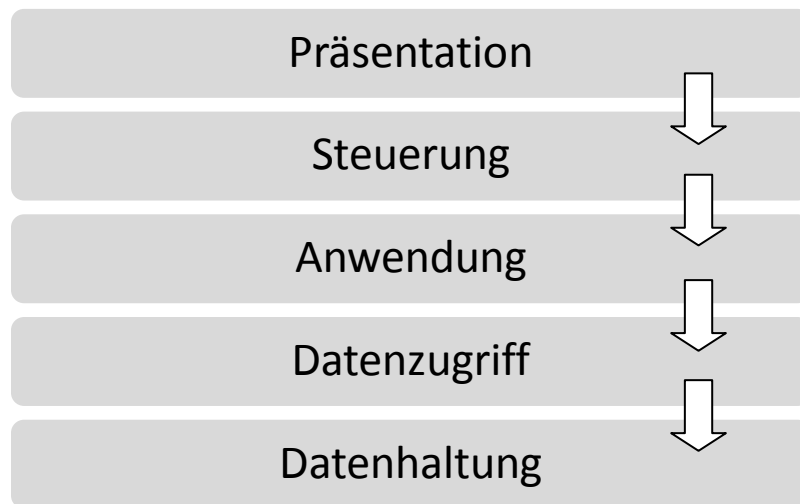 Präsentation
Steuerung
Anwendung
Datenzugriff
Datenhaltung